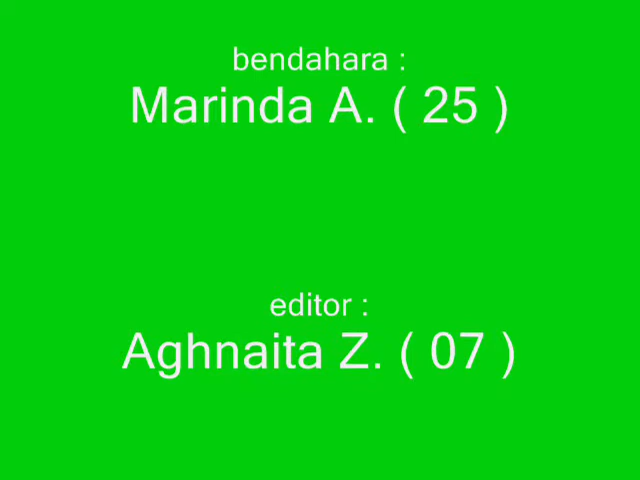 bendahara :
Marinda A. ( 25 )
editor :
Aghnaita Z. ( 07 )